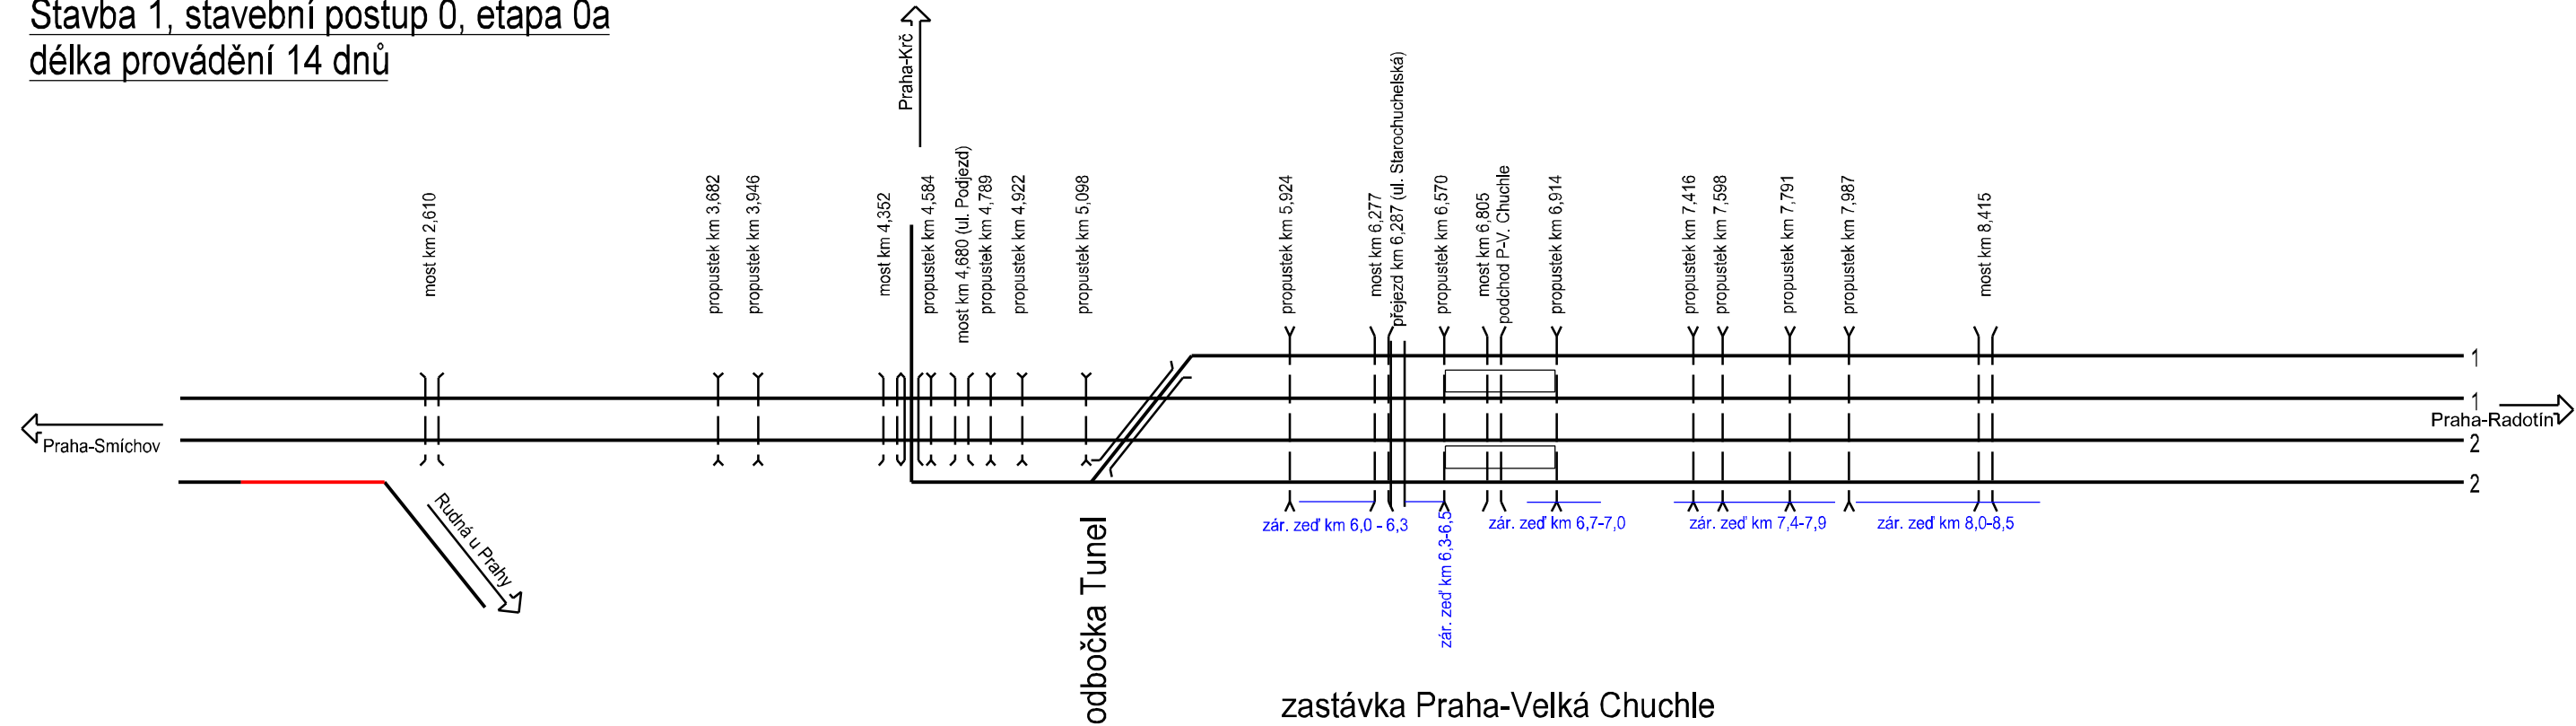 Stavba 1, stavební postup 0, etapa 0a
délka provádění 14 dnů
Praha-Krč
most km 2,610
propustek km 3,682
propustek km 3,946
most km 4,352
propustek km 4,584
most km 4,680 (ul. Podjezd)
propustek km 4,789
propustek km 4,922
propustek km 5,098
propustek km 5,924
most km 6,277
přejezd km 6,287 (ul. Starochuchelská)
propustek km 6,570
most km 6,805
podchod P-V. Chuchle
propustek km 6,914
propustek km 7,416
propustek km 7,598
propustek km 7,791
propustek km 7,987
most km 8,415
1
1
2
2
Praha-Smíchov
Praha-Radotín
Rudná u Prahy
zár. zeď km 6,0 - 6,3
zár. zeď km 6,3-6,5
zár. zeď km 6,7-7,0
zár. zeď km 7,4-7,9
zár. zeď km 8,0-8,5
odbočka Tunel
zastávka Praha-Velká Chuchle